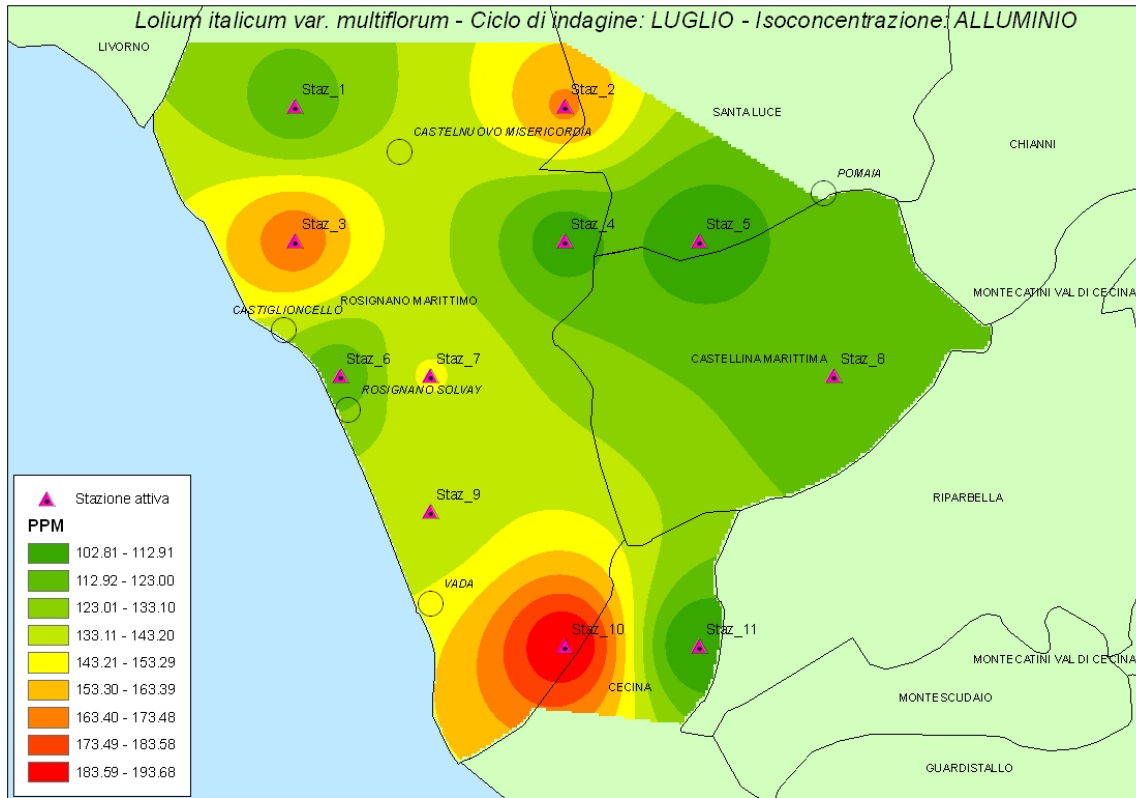 Lolium italicum var. multiflorum - Ciclo di indagine: LUGLIO - Isoconcentrazione: ALLUMINIO
LIVORNO
Staz_1
Staz_2
SANTA LUCE
CASTELNUOVO MISERICORDIA
CHIANNI
POMAIA
Staz_3
Staz_4
Staz_5
MONTECATINI VAL DI CECINA
ROSIGNANO MARITTIMO
CASTIGLIONCELLO
Staz_6
Staz_7
CASTELLINA MARITTIMA
Staz_8
ROSIGNANO SOLVAY
Staz_9
RIPARBELLA
VADA
Staz_10
Staz_11
MONTECATINI VAL DI CECINA
CECINA
MONTESCUDAIO
GUARDISTALLO
Stazione attiva
PPM
102.81 - 112.91
112.92 - 123.00
123.01 - 133.10
133.11 - 143.20
143.21 - 153.29
153.30 - 163.39
163.40 - 173.48
173.49 - 183.58
183.59 - 193.68